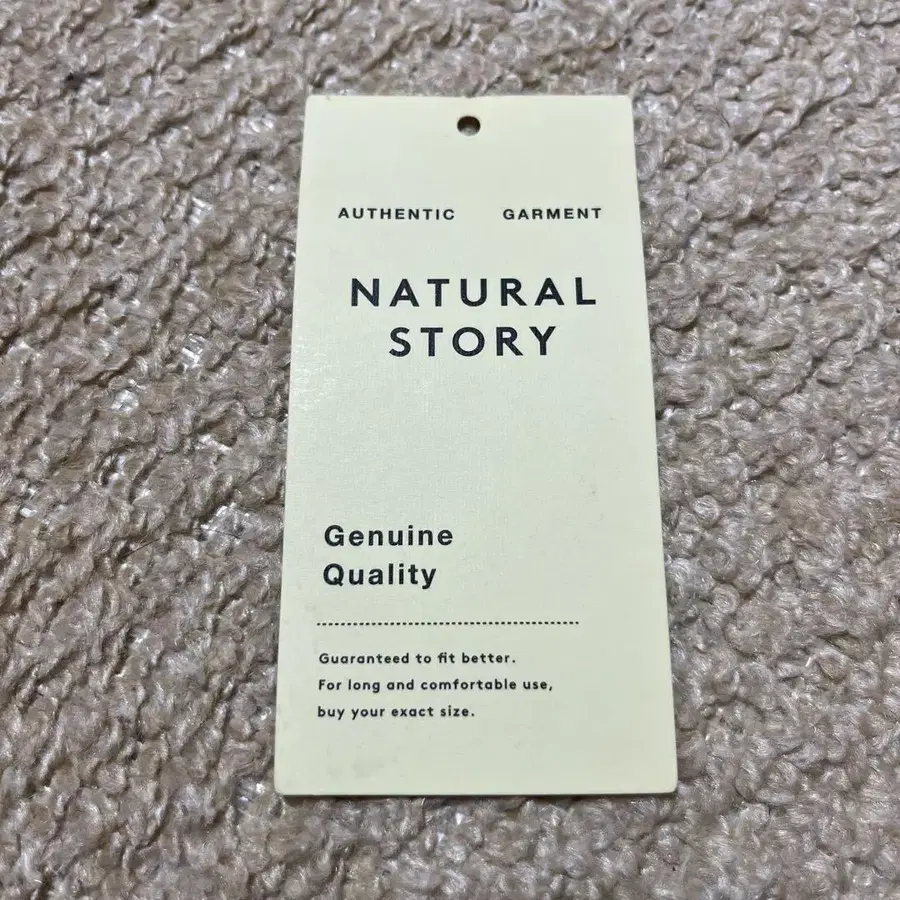 AUTHENTIC GARMENT
NATURAL
STORY
Genuine
Quality
Guaranteed to fit better.
For long and comfortable use,
buy your exact size.